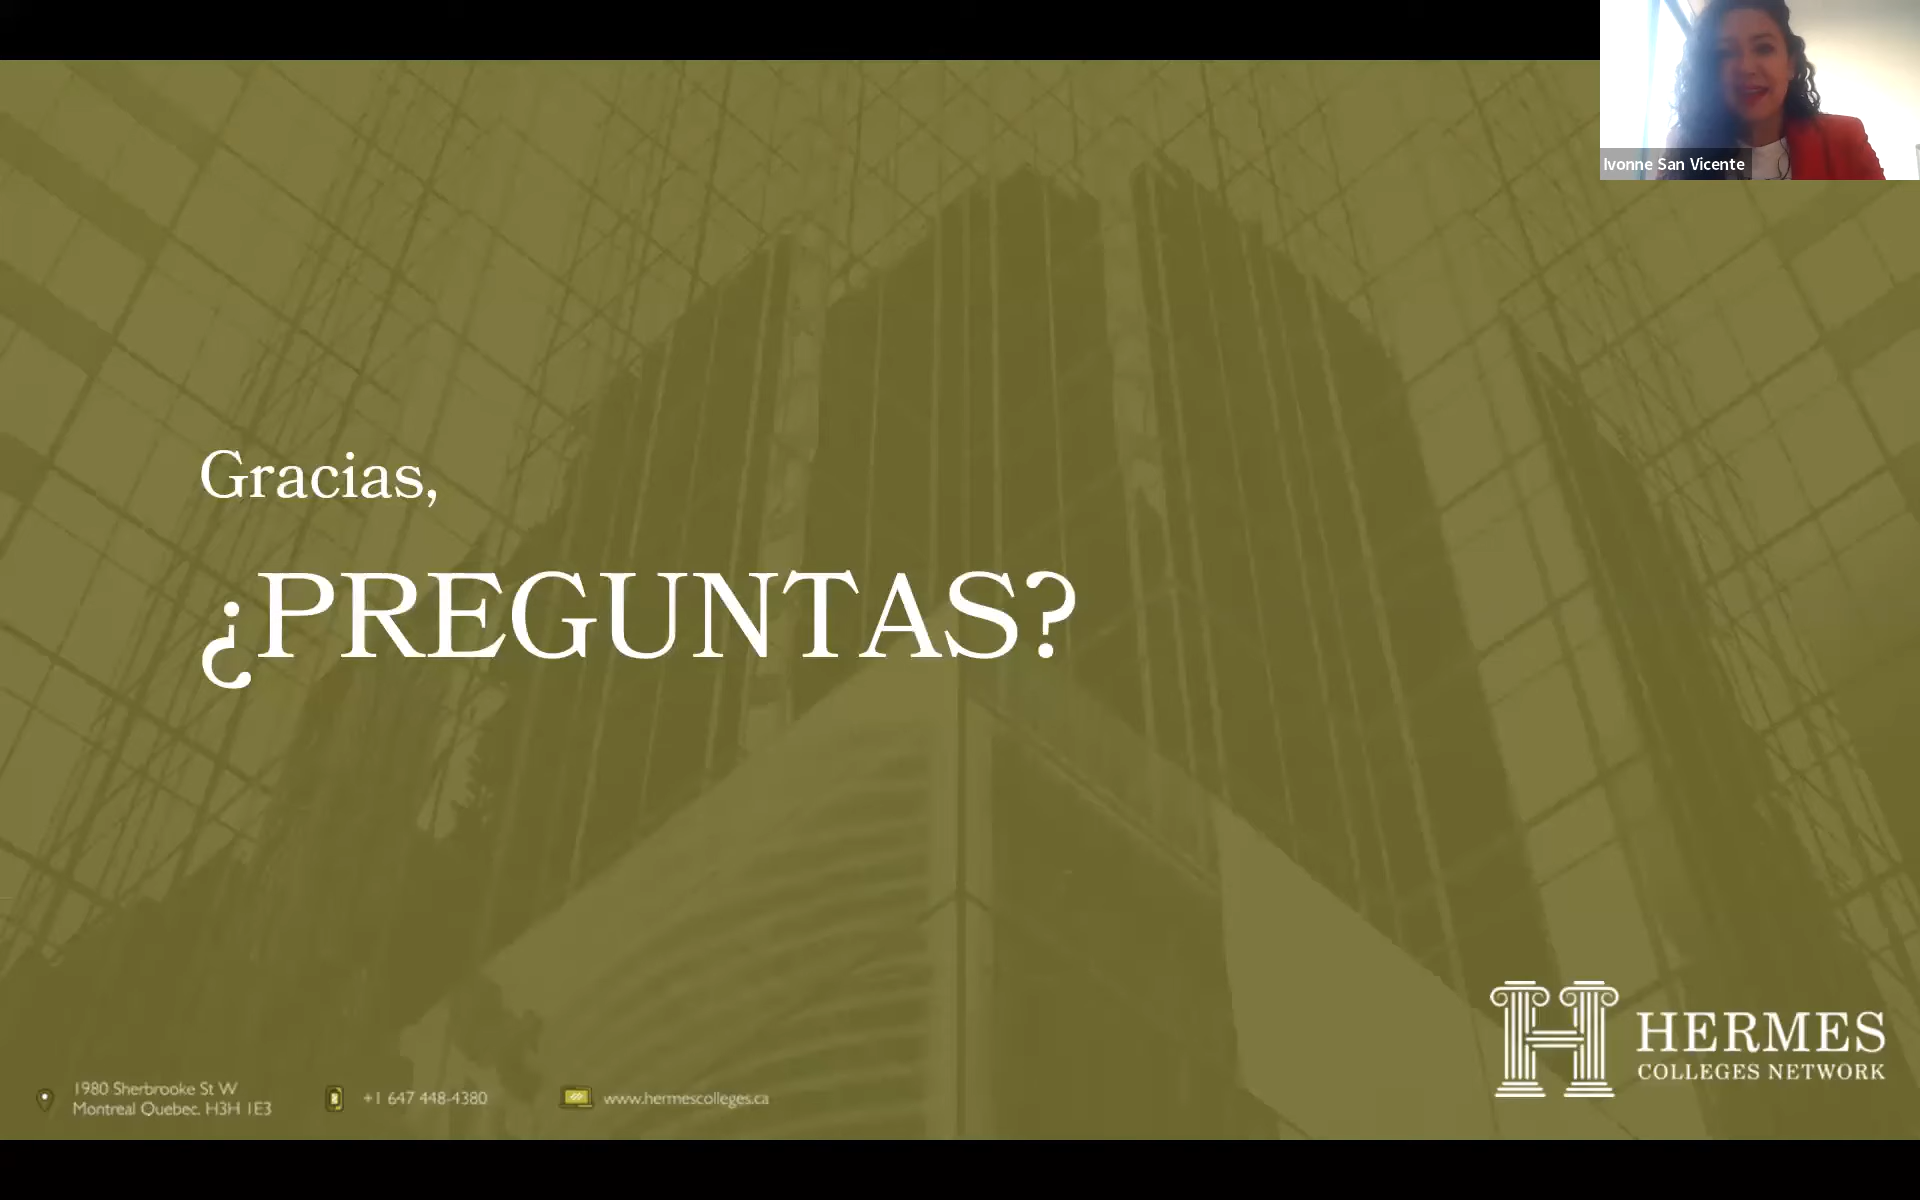 Ivonne San Vicente
Gracias,
¿PREGUNTAS?
HERMES
COLLEGES NETWORK
1980 Sherbrooke St W
Montreal Quebec. H3H 1E3
+1 647 448-4380
www.hermescolleges.ca